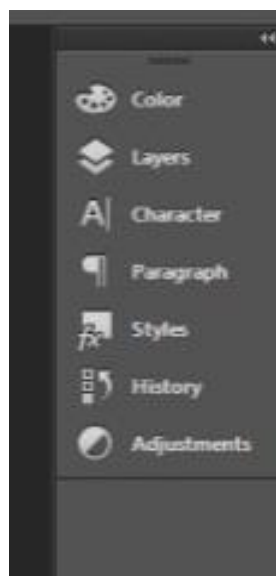 Color
Layers
Character
Paragraph
Styles
History
Adjustments